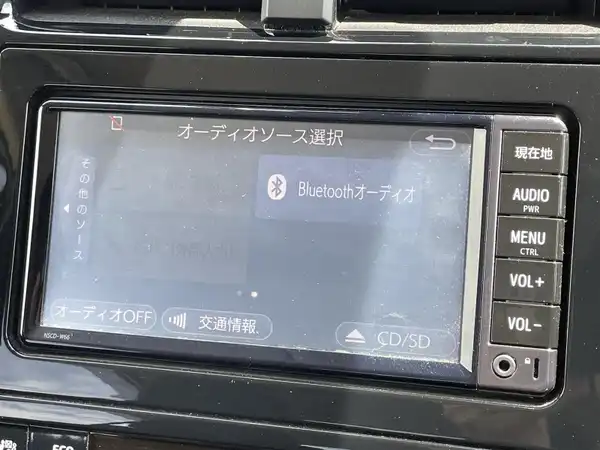 オーディオソース選択
その他のソース
Bluetoothオーディオ
オーディオOFF
交通情報.
CD/SD
NSCD-W66
現在地
AUDIO
PWR
MENU
CTRL
VOL+
VOL-